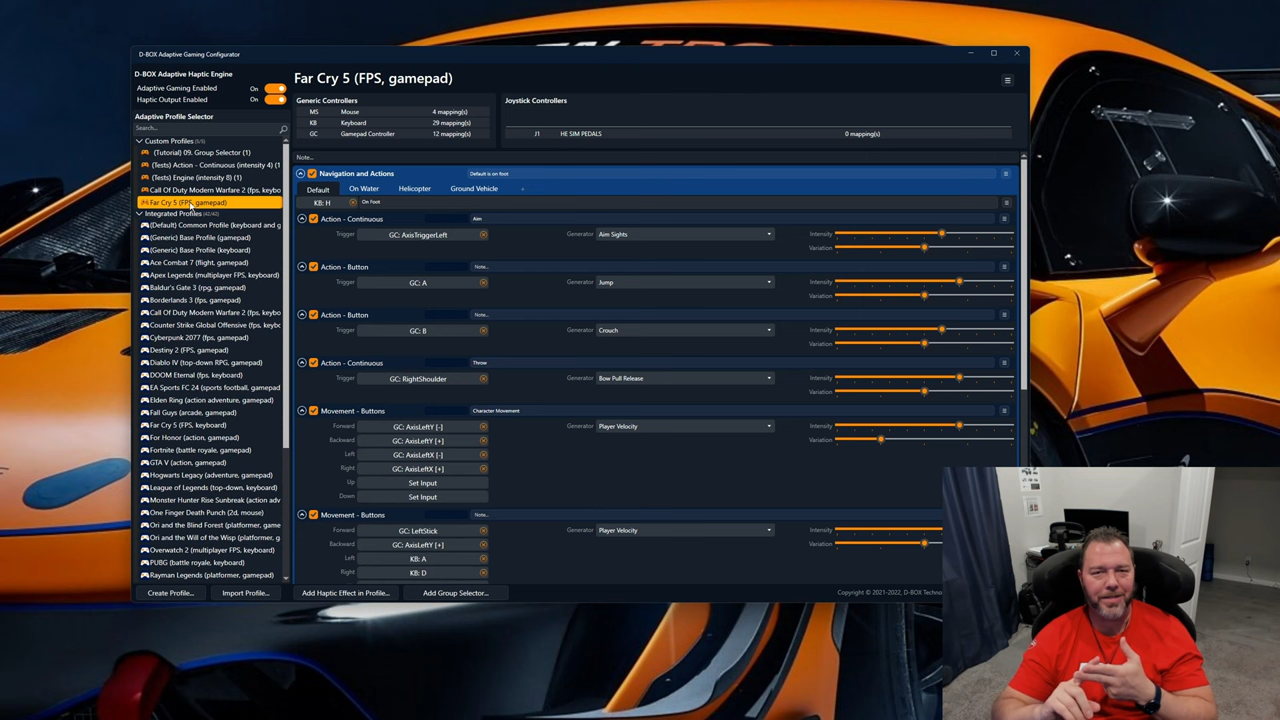 D-BOX Adaptive Gaming Configurator
D-BOX Adaptive Haptic Engine
Adaptive Gaming Enabled On
Haptic Output Enabled On
Adaptive Profile Selector
Search...
Custom Profiles (5/5)
(Tutorial) 09. Group Selector (1)
(Tests) Action - Continuous (intensity 4) (1
(Tests) Engine (intensity 8) (1)
Call Of Duty Modern Warfare 2 (fps, keybo
Far Cry 5 (FPS, gamepad)
Integrated Profiles (42/42)
(Default) Common Profile (keyboard and g
(Generic) Base Profile (gamepad)
(Generic) Base Profile (keyboard)
Ace Combat 7 (flight, gamepad)
Apex Legends (multiplayer FPS, keyboard)
Baldur's Gate 3 (rpg, gamepad)
Borderlands 3 (fps, gamepad)
Call Of Duty Modern Warfare 2 (fps, keybo
Counter Strike Global Offensive (fps, keybo
Cyberpunk 2077 (FPS, gamepad)
Destiny 2 (FPS, gamepad)
Diablo IV (top-down RPG, gamepad)
DOOM Eternal (fps, keyboard)
EA Sports FC 24 (sports football, gamepad
Elden Ring (action adventure, gamepad)
Fall Guys (arcade, gamepad)
Far Cry 5 (FPS, keyboard)
For Honor (action, gamepad)
Fortnite (battle royale, gamepad)
GTA V (action, gamepad)
Hogwarts Legacy (adventure, gamepad)
League of Legends (top-down, keyboard)
Monster Hunter Rise Sunbreak (action adv
One Finger Death Punch (2d, mouse)
Ori and the Blind Forest (platformer, game
Ori and the Will of the Wisp (platformer, g
Overwatch 2 (multiplayer FPS, keyboard)
PUBG (battle royale, keyboard)
Rayman Legends (platformer, gamepad)
Create Profile... Import Profile...
Far Cry 5 (FPS, gamepad)
Generic Controllers
MS Mouse 4 mapping(s)
KB Keyboard 29 mapping(s)
GC Gamepad Controller 12 mapping(s)
Joystick Controllers
J1 HE SIM PEDALS 0 mapping(s)
Note...
Navigation and Actions Default is on foot
Default On Water Helicopter Ground Vehicle +
KB: H On Foot
Action - Continuous Aim
Trigger GC: AxisTriggerLeft Generator Aim Sights Intensity
Variation
Action - Button Note...
Trigger GC: A Generator Jump Intensity
Variation
Action - Button Note...
Trigger GC: B Generator Crouch Intensity
Variation
Action - Continuous Throw
Trigger GC: RightShoulder Generator Bow Pull Release Intensity
Variation
Movement - Buttons Character Movement
Forward GC: AxisLeftY [-] Generator Player Velocity Intensity
Backward GC: AxisLeftY [+] Variation
Left GC: AxisLeftX [-]
Right GC: AxisLeftX [+]
Up Set Input
Down Set Input
Movement - Buttons Note...
Forward GC: LeftStick Generator Player Velocity Intensity
Backward GC: AxisLeftY [+] Variation
Left KB: A
Right KB: D
Add Haptic Effect in Profile... Add Group Selector...
Copyright © 2021-2022, D-BOX Techno